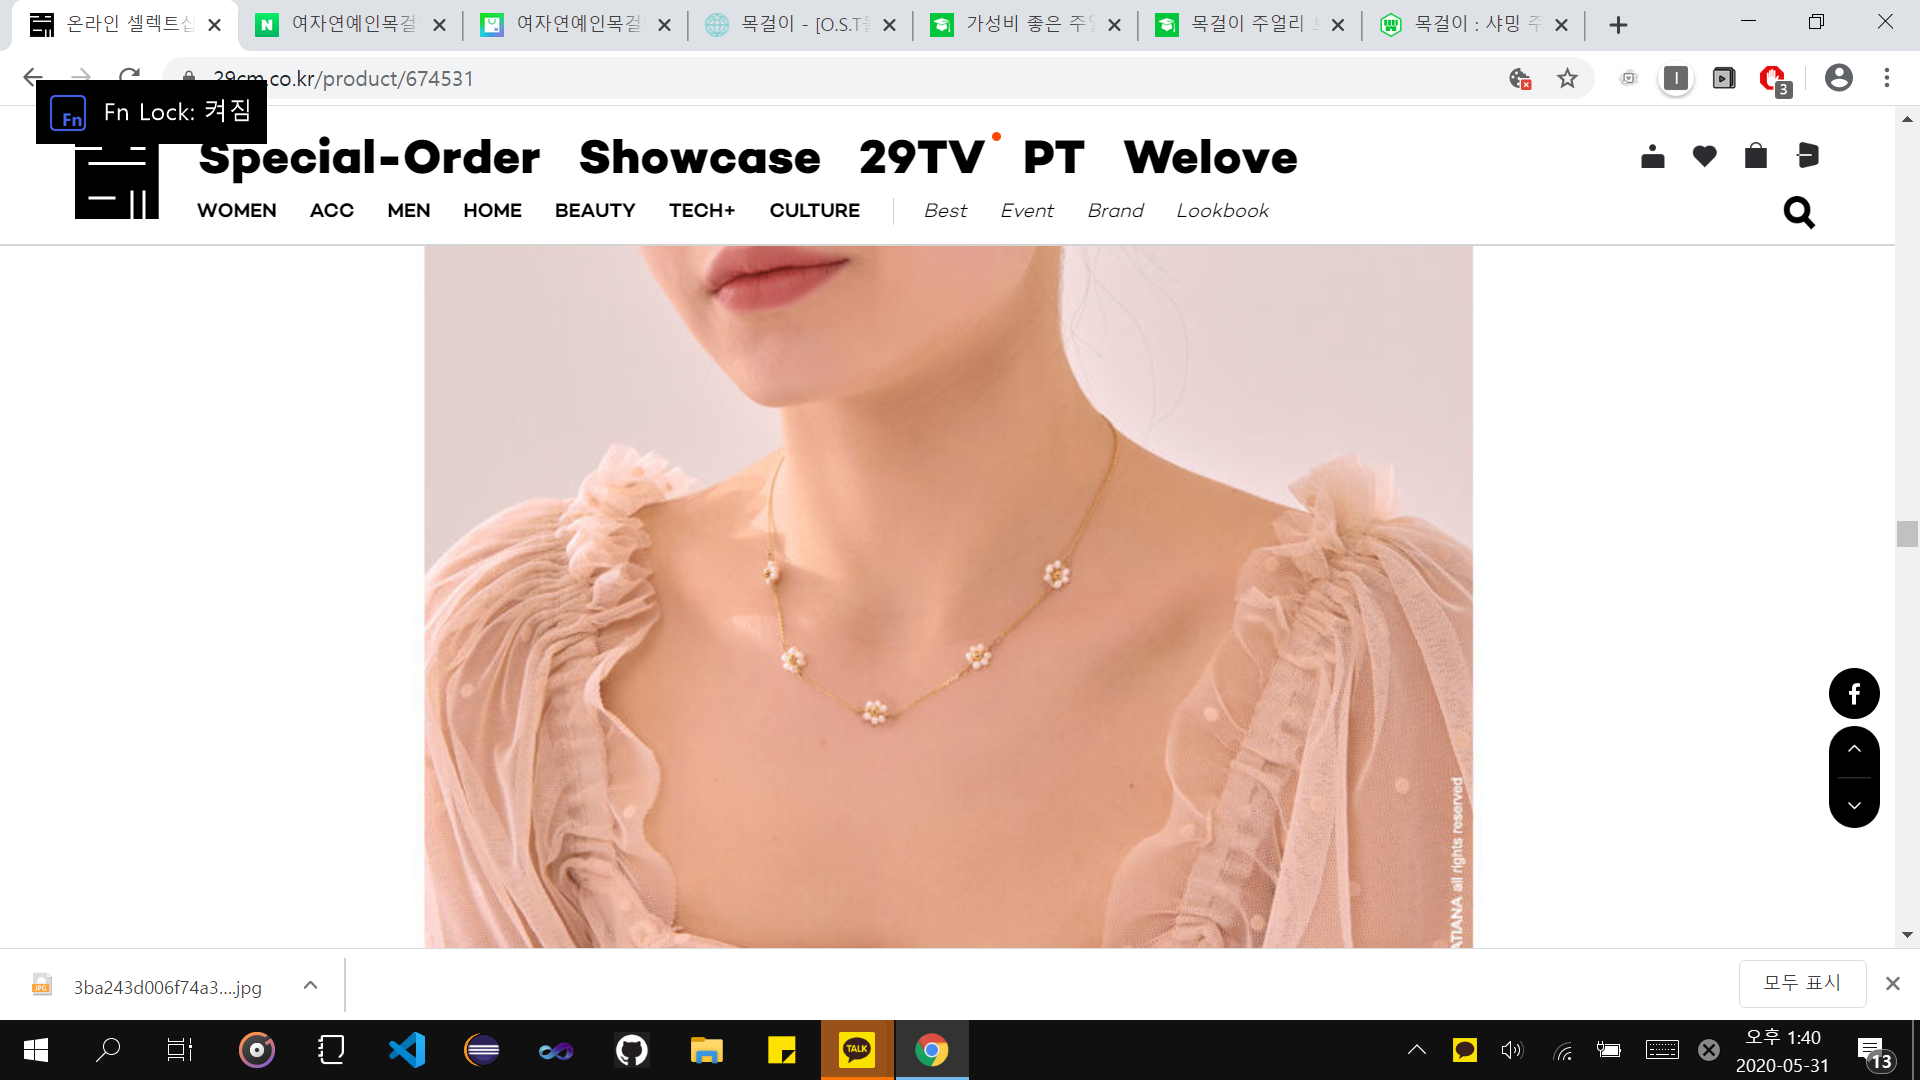 온라인 셀렉트샵
여자연예인목걸
여자연예인목걸
목걸이 - [O.S.T
가성비 좋은 주얼
목걸이 주얼리
목걸이 : 샤밍 주
29cm.co.kr/product/674531
3
Fn Fn Lock: 켜짐
Special-Order Showcase 29TV PT Welove
WOMEN ACC MEN HOME BEAUTY TECH+ CULTURE Best Event Brand Lookbook
ATIANA all rights reserved
3ba243d006f74a3....jpg
모두 표시
TALK
오후 1:40
2020-05-31
13